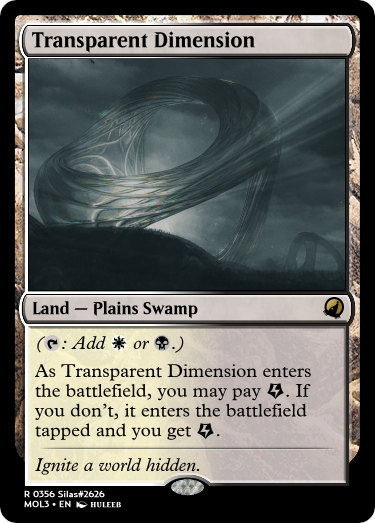 Transparent Dimension
Land — Plains Swamp
(: Add or .)
As Transparent Dimension enters
the battlefield, you may pay . If
you don't, it enters the battlefield
tapped and you get .
Ignite a world hidden.
R 0356 Silas#2626
MOL3 • EN HULEEB